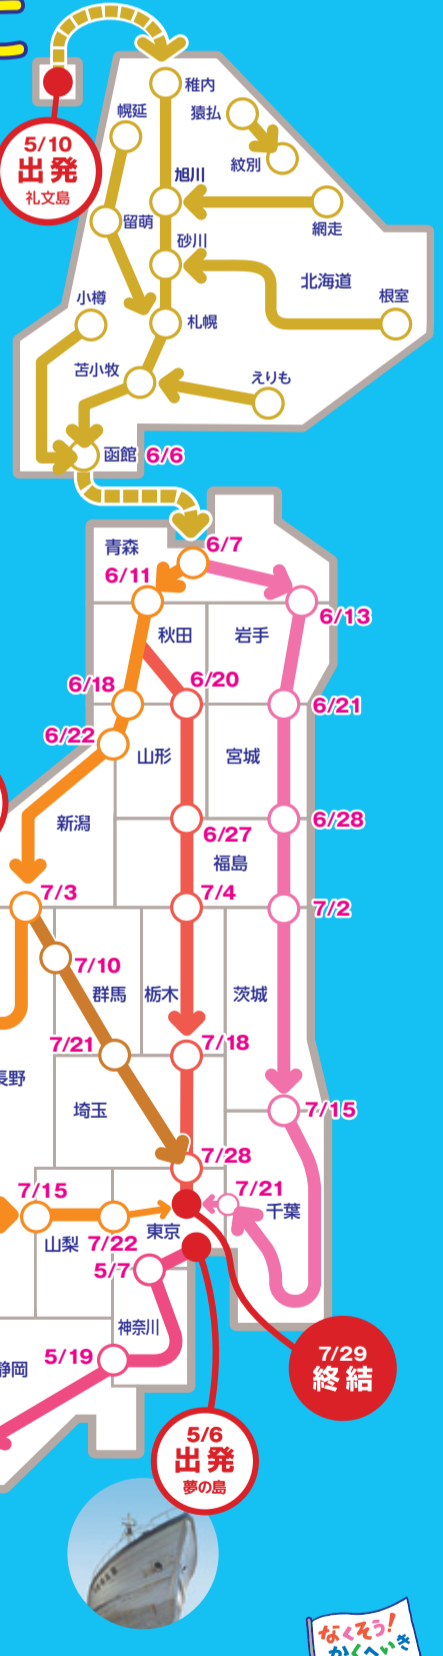 5/10
出発
礼文島
稚内
猿払
幌延
紋別
旭川
留萌
網走
砂川
北海道
小樽
根室
札幌
苫小牧
えりも
函館 6/6
青森
6/7
6/11
6/13
秋田
岩手
6/18
6/20
6/21
6/22
山形
宮城
新潟
6/27
6/28
福島
7/3
7/4
7/2
7/10
群馬
栃木
茨城
7/21
7/18
長野
埼玉
7/15
7/28
7/15
7/21
千葉
東京
山梨
7/22
5/7
神奈川
静岡
5/19
7/29
終結
5/6
出発
夢の島
なくそう!
かくへいき